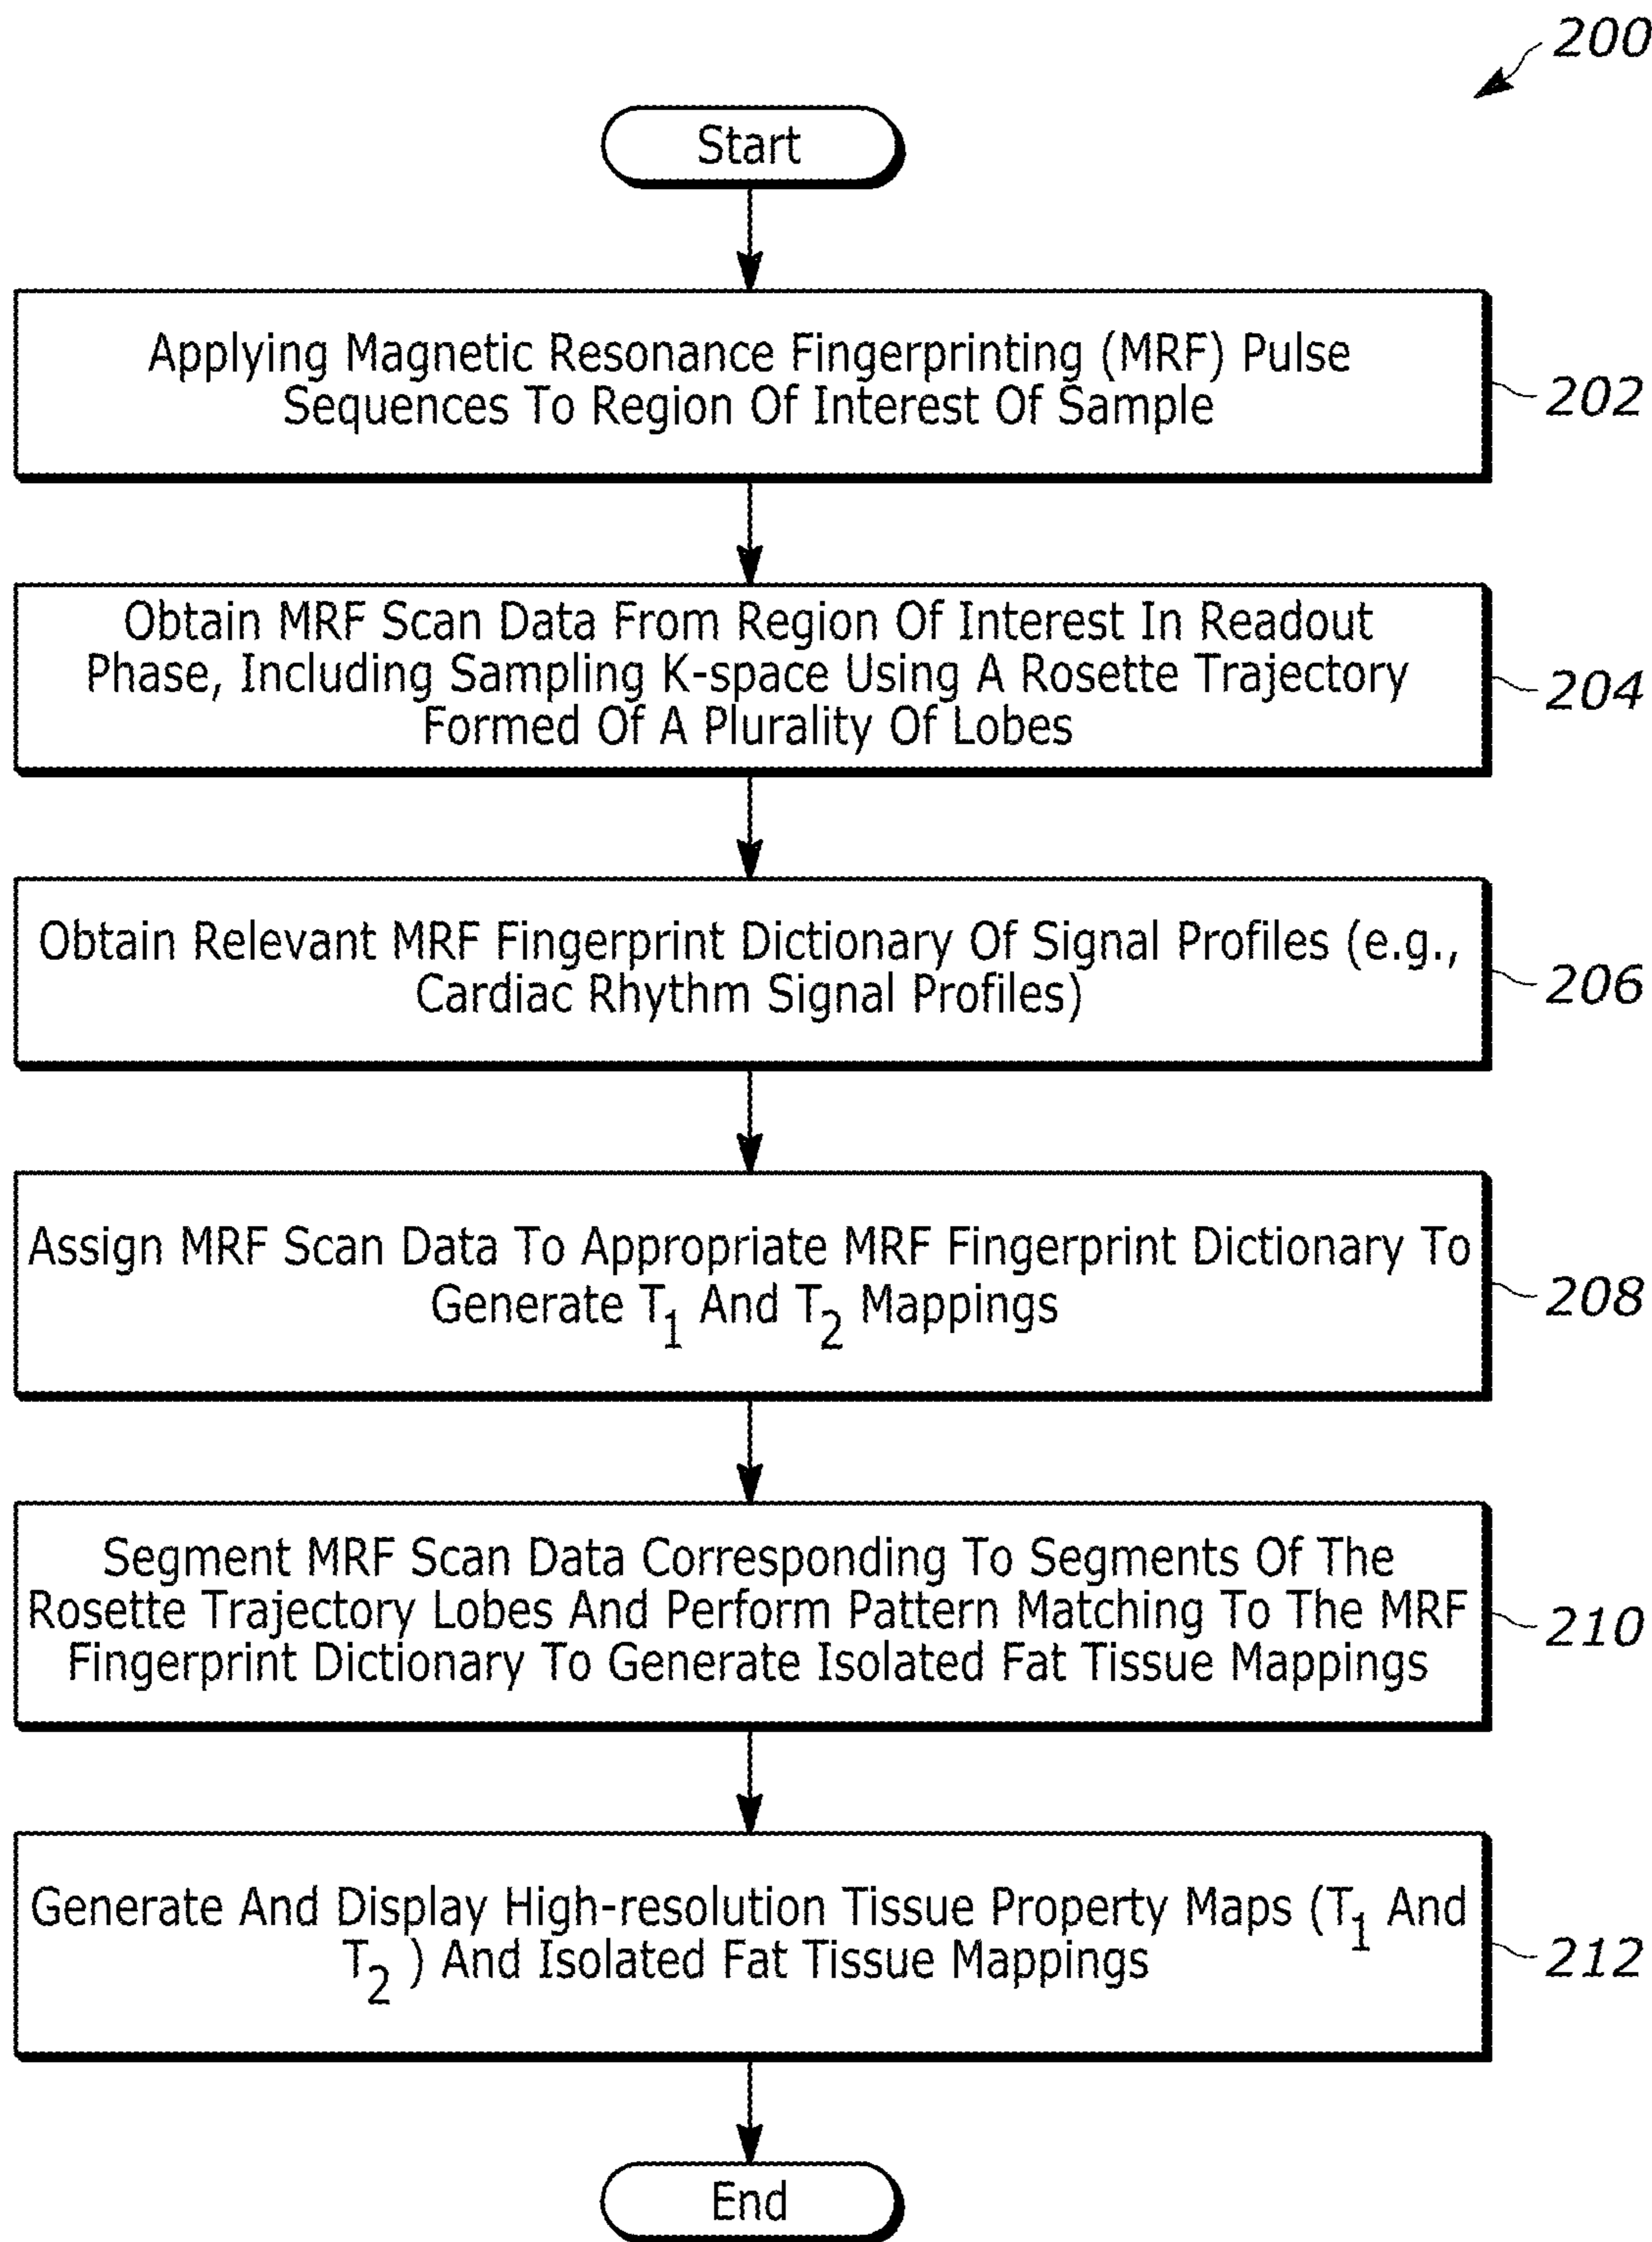 200
Start
Applying Magnetic Resonance Fingerprinting (MRF) Pulse
Sequences To Region Of Interest Of Sample
202
Obtain MRF Scan Data From Region Of Interest In Readout
Phase, Including Sampling K-space Using A Rosette Trajectory
Formed Of A Plurality Of Lobes
204
Obtain Relevant MRF Fingerprint Dictionary Of Signal Profiles (e.g.,
Cardiac Rhythm Signal Profiles)
206
Assign MRF Scan Data To Appropriate MRF Fingerprint Dictionary To
Generate T1 And T2 Mappings
208
Segment MRF Scan Data Corresponding To Segments Of The
Rosette Trajectory Lobes And Perform Pattern Matching To The MRF
Fingerprint Dictionary To Generate Isolated Fat Tissue Mappings
210
Generate And Display High-resolution Tissue Property Maps (T1 And
T2 ) And Isolated Fat Tissue Mappings
212
End